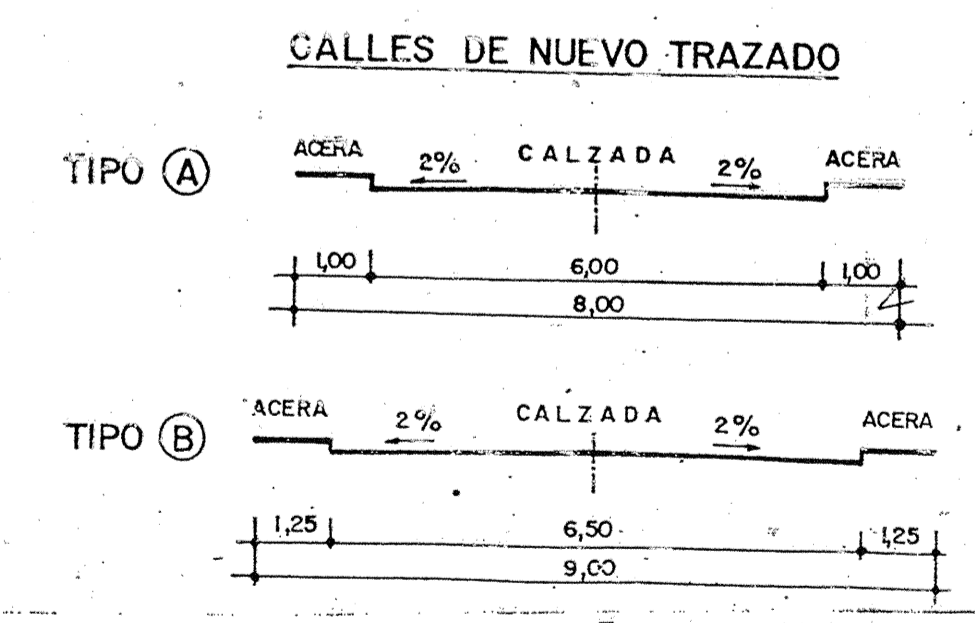 CALLES DE NUEVO TRAZADO
TIPO A
ACERA
2%
CALZADA
2%
ACERA
1,00
6,00
1,00
8,00
TIPO B
ACERA
2%
CALZADA
2%
ACERA
1,25
6,50
1,25
9,00